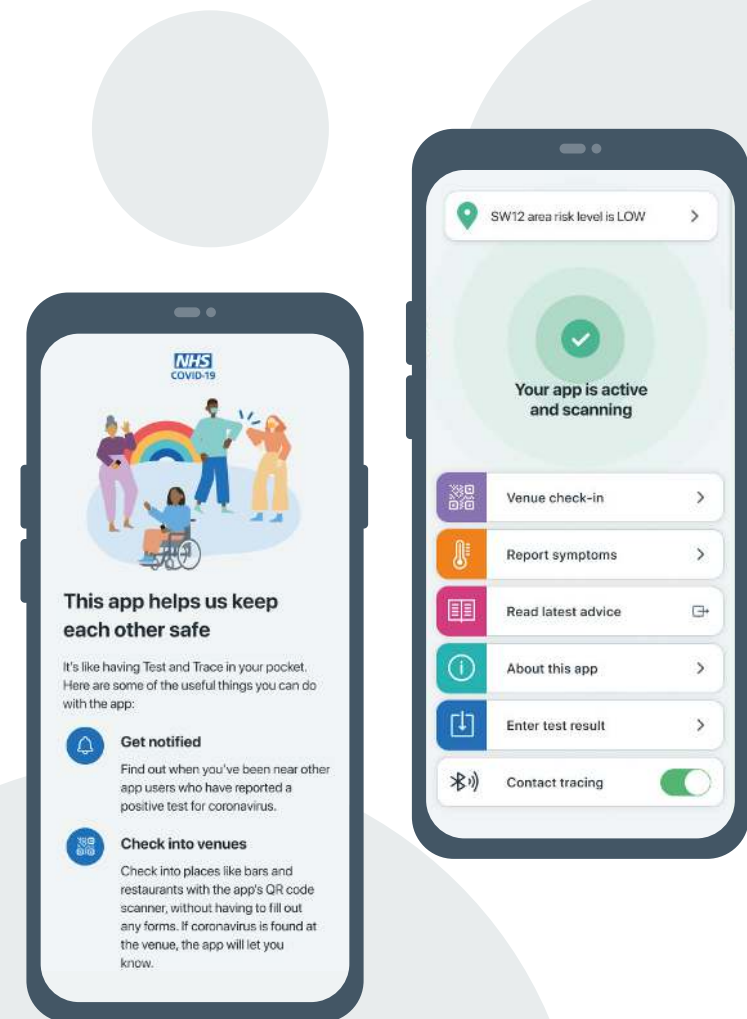 NHS
COVID-19
This app helps us keep
each other safe
It's like having Test and Trace in your pocket.
Here are some of the useful things you can do
with the app:
Get notified
Find out when you've been near other
app users who have reported a
positive test for coronavirus.
Check into venues
Check into places like bars and
restaurants with the app's QR code
scanner, without having to fill out
any forms. If coronavirus is found at
the venue, the app will let you
know.
SW12 area risk level is LOW
Your app is active
and scanning
Venue check-in
Report symptoms
Read latest advice
About this app
Enter test result
Contact tracing